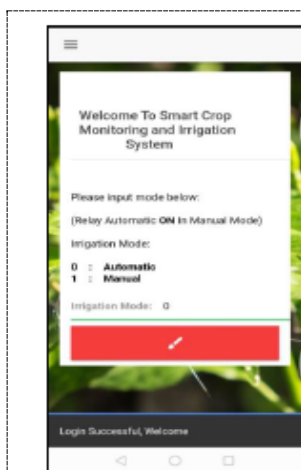 Welcome To Smart Crop
Monitoring and Irrigation
System
Please input mode below:
(Relay Automatic ON In Manual Mode)
Irrigation Mode:
0 : Automatic
1 : Manual
Irrigation Mode: 0
Login Successful, Welcome